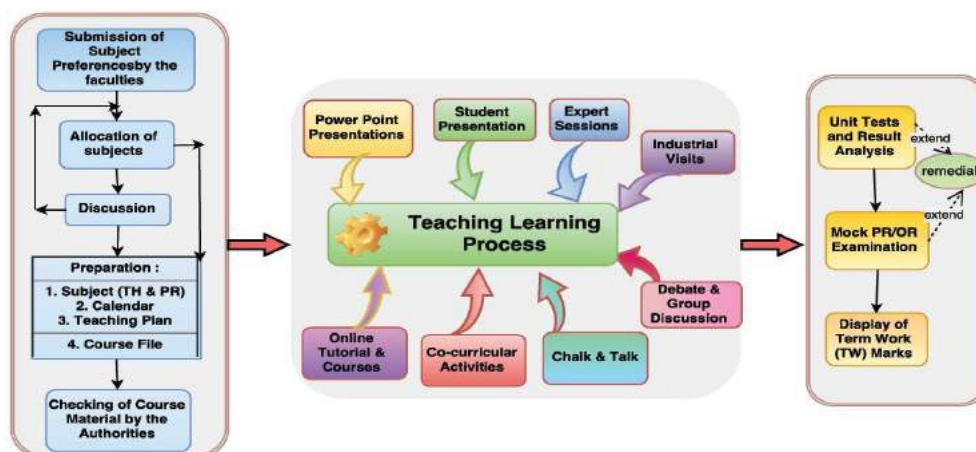 Submission of
Subject
Preferencesby the
faculties
Allocation of
subjects
Discussion
Preparation :
1. Subject (TH & PR)
2. Calendar
3. Teaching Plan
4. Course File
Checking of Course
Material by the
Authorities
Power Point
Presentations
Student
Presentation
Expert
Sessions
Industrial
Visits
Teaching Learning
Process
Online
Tutorial &
Courses
Co-curricular
Activities
Chalk & Talk
Debate &
Group
Discussion
Unit Tests
and Result
Analysis
extend
remedial
extend
Mock PR/OR
Examination
Display of
Term Work
(TW) Marks